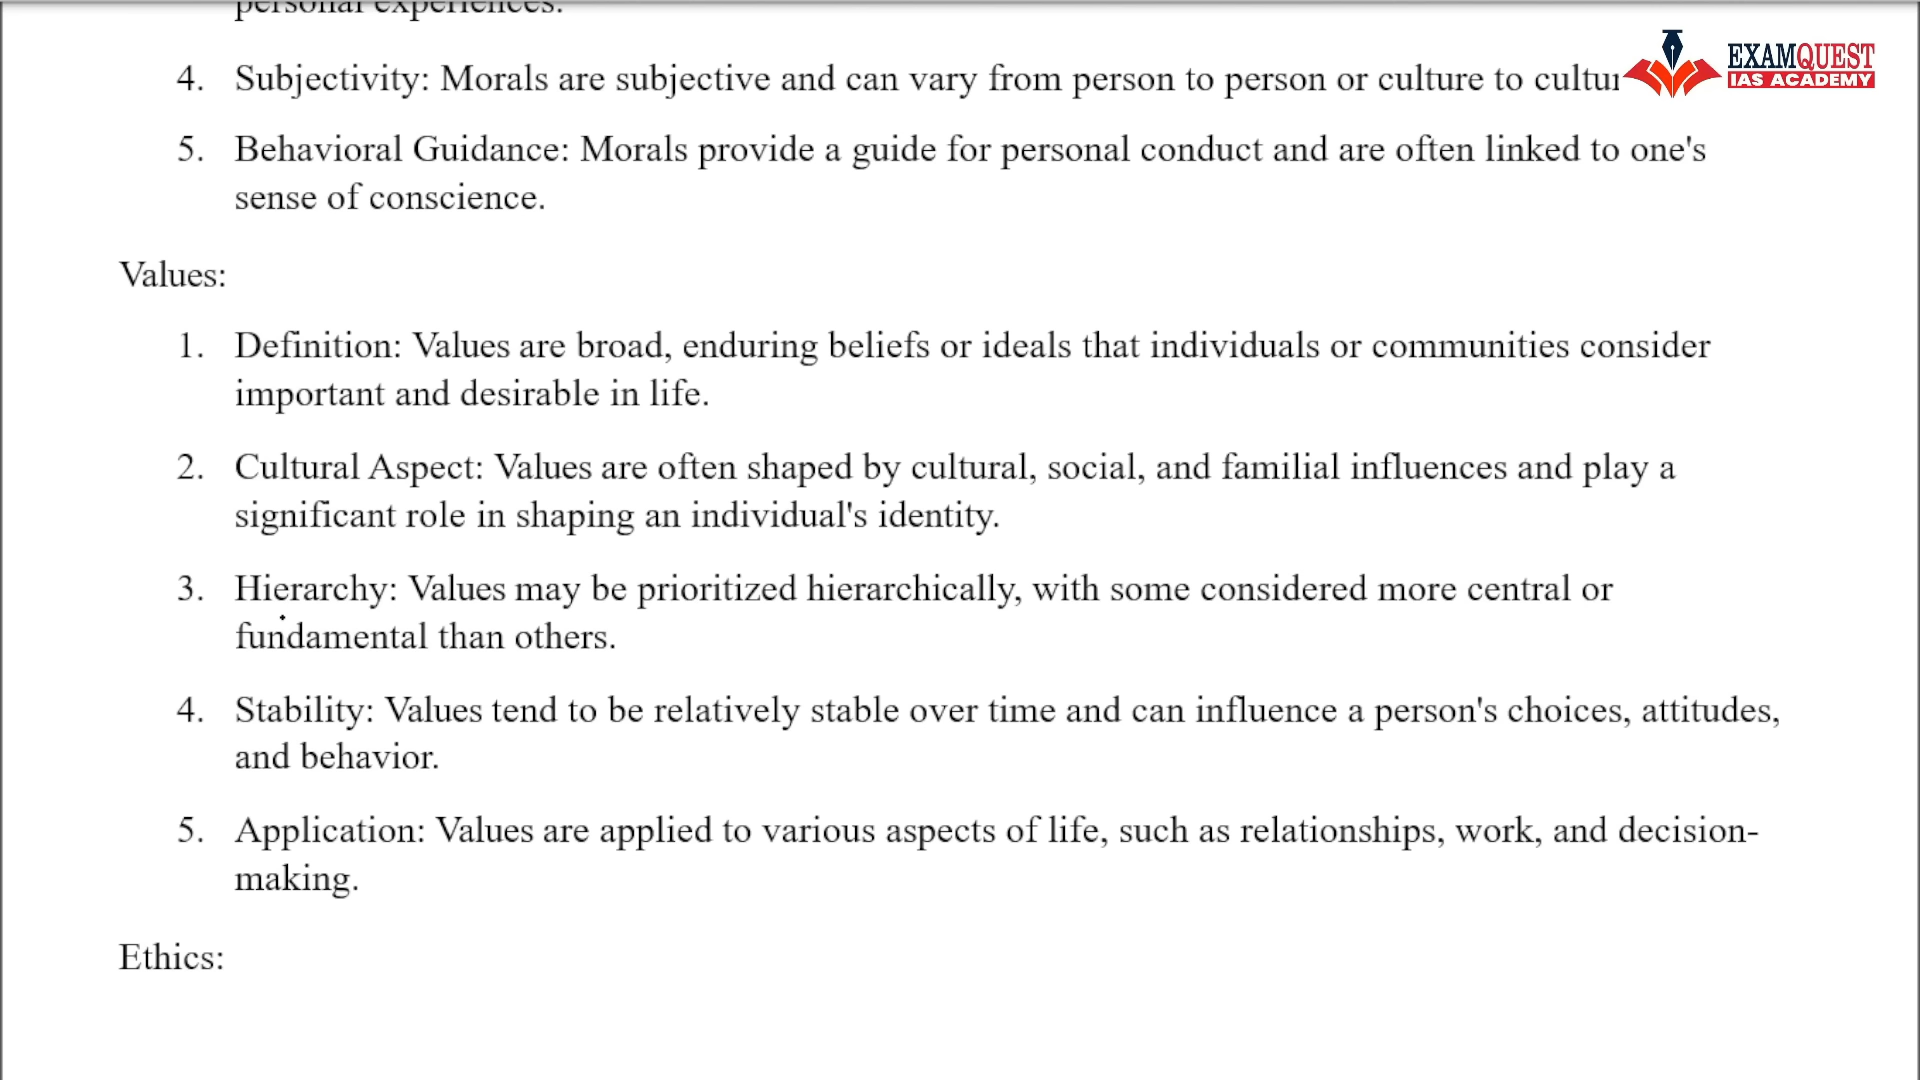 personal experiences.
4. Subjectivity: Morals are subjective and can vary from person to person or culture to cultur
EXAMQUEST
IAS ACADEMY
5. Behavioral Guidance: Morals provide a guide for personal conduct and are often linked to one's
sense of conscience.
Values:
1. Definition: Values are broad, enduring beliefs or ideals that individuals or communities consider
important and desirable in life.
2. Cultural Aspect: Values are often shaped by cultural, social, and familial influences and play a
significant role in shaping an individual's identity.
3. Hierarchy: Values may be prioritized hierarchically, with some considered more central or
fundamental than others.
4. Stability: Values tend to be relatively stable over time and can influence a person's choices, attitudes,
and behavior.
5. Application: Values are applied to various aspects of life, such as relationships, work, and decision-
making.
Ethics: